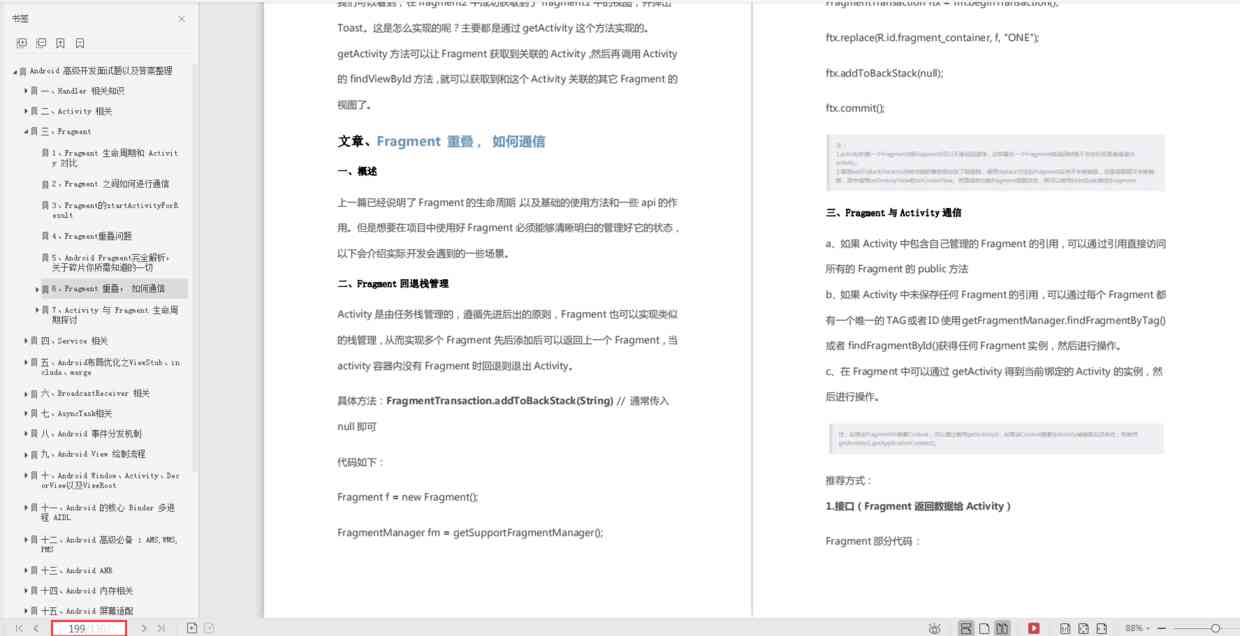 书签
Android 高级开发面试题以及答案整理
一、Handler 相关知识
二、Activity 相关
三、Fragment
1、Fragment 生命周期和 Activit
y 对比
2、Fragment 之间如何进行通信
3、Fragment的startActivityForR
esult
4、Fragment重叠问题
5、Android Fragment完全解析，
关于碎片你所需知道的一切
6、Fragment 重叠， 如何通信
7、Activity 与 Fragment 生命周
期探讨
四、Service 相关
五、Android布局优化之ViewStub、in
clude、merge
六、BroadcastReceiver 相关
七、AsyncTask相关
八、Android 事件分发机制
九、Android View 绘制流程
十、Android Window、Activity、Dec
orView以及ViewRoot
十一、Android 的核心 Binder 多进
程 AIDL
十二、Android 高级必备 ：AMS,WMS,
PMS
十三、Android ANR
十四、Android 内存相关
十五、Android 屏幕适配
我们可以看到，在 fragment2 中成功获取到了 fragment1 中的视图，并弹出
Toast。这是怎么实现的呢？主要都是通过 getActivity 这个方法实现的。
getActivity 方法可以让 Fragment 获取到关联的 Activity ,然后再调用 Activity
的 findViewById 方法，就可以获取到和这个 Activity 关联的其它 Fragment 的
视图了。
文章、Fragment 重叠， 如何通信
一、概述
上一篇已经说明了 Fragment 的生命周期 以及基础的使用方法和一些 api 的作
用。但是想要在项目中使用好 Fragment 必须能够清晰明白的管理好它的状态，
以下会介绍实际开发会遇到的一些场景。
二、Fragment 回退栈管理
Activity 是由任务栈管理的，遵循先进后出的原则，Fragment 也可以实现类似
的栈管理，从而实现多个 Fragment 先后添加后可以返回上一个 Fragment，当
activity 容器内没有 Fragment 时回退则退出 Activity。
具体方法：FragmentTransaction.addToBackStack(String) // 通常传入
null 即可
代码如下：
Fragment f = new Fragment();
FragmentManager fm = getSupportFragmentManager();
FragmentTransaction ftx = fm.beginTransaction();
ftx.replace(R.id.fragment_container, f, "ONE");
ftx.addToBackStack(null);
ftx.commit();
三、Fragment 与 Activity 通信
a、如果 Activity 中包含自己管理的 Fragment 的引用，可以通过引用直接访问
所有的 Fragment 的 public 方法
b、如果 Activity 中未保存任何 Fragment 的引用，可以通过每个 Fragment 都
有一个唯一的 TAG 或者 ID 使用 getFragmentManager.findFragmentByTag()
或者 findFragmentById()获得任何 Fragment 实例，然后进行操作。
c、在 Fragment 中可以通过 getActivity 得到当前绑定的 Activity 的实例，然
后进行操作。
推荐方式：
1.接口（ Fragment 返回数据给 Activity ）
Fragment 部分代码：
199
88%